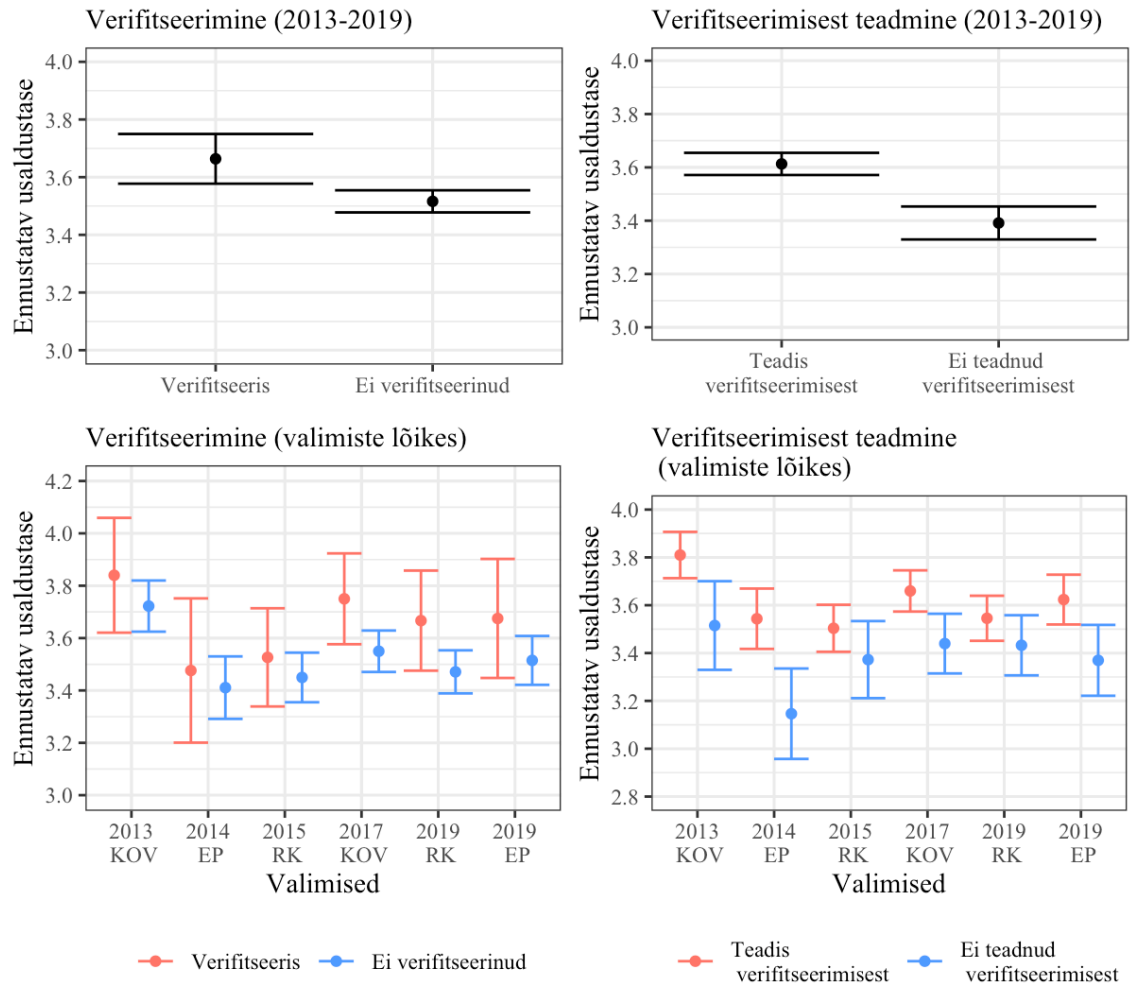 Verifitseerimine (2013-2019)
Ennustatav usaldustase
4.0
3.8
3.6
3.4
3.2
3.0
Verifitseeris
Ei verifitseerinud
Verifitseerimisest teadmine (2013-2019)
Ennustatav usaldustase
4.0
3.8
3.6
3.4
3.2
3.0
Teadis
verifitseerimisest
Ei teadnud
verifitseerimisest
Verifitseerimine (valimiste lõikes)
Ennustatav usaldustase
4.2
4.0
3.8
3.6
3.4
3.2
3.0
2013
KOV
2014
EP
2015
RK
2017
KOV
2019
RK
2019
EP
Valimised
Verifitseeris
Ei verifitseerinud
Verifitseerimisest teadmine
(valimiste lõikes)
Ennustatav usaldustase
4.0
3.8
3.6
3.4
3.2
3.0
2.8
2013
KOV
2014
EP
2015
RK
2017
KOV
2019
RK
2019
EP
Valimised
Teadis
verifitseerimisest
Ei teadnud
verifitseerimisest